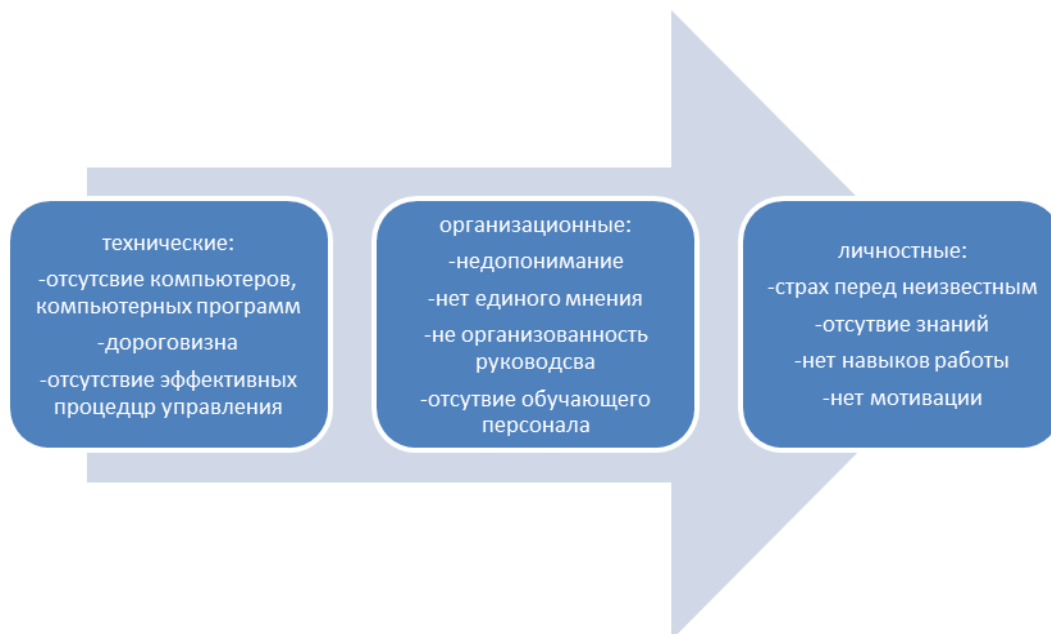 технические:
-отсутсвие компьютеров,
компьютерных программ
-дороговизна
-отсутствие эффективных
процедцр управления
организационные:
-недопонимание
-нет единого мнения
-не организованность
руководсва
-отсутвие обучающего
персонала
личностные:
-страх перед неизвестным
-отсутвие знаний
-нет навыков работы
-нет мотивации